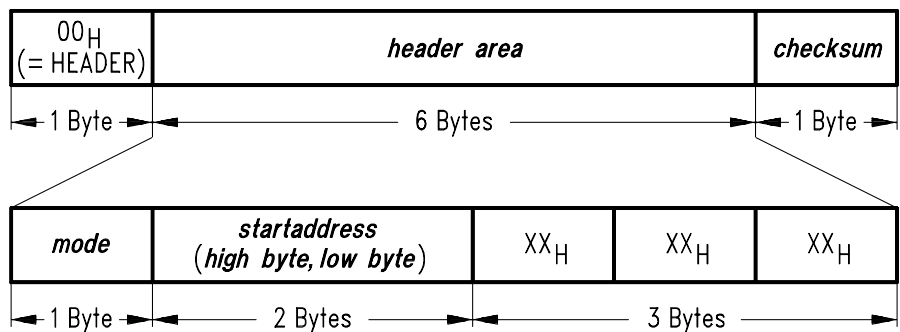 00H
(= HEADER)
header area
checksum
1 Byte
6 Bytes
1 Byte
mode
startaddress
(high byte, low byte)
XXH
XXH
XXH
1 Byte
2 Bytes
3 Bytes